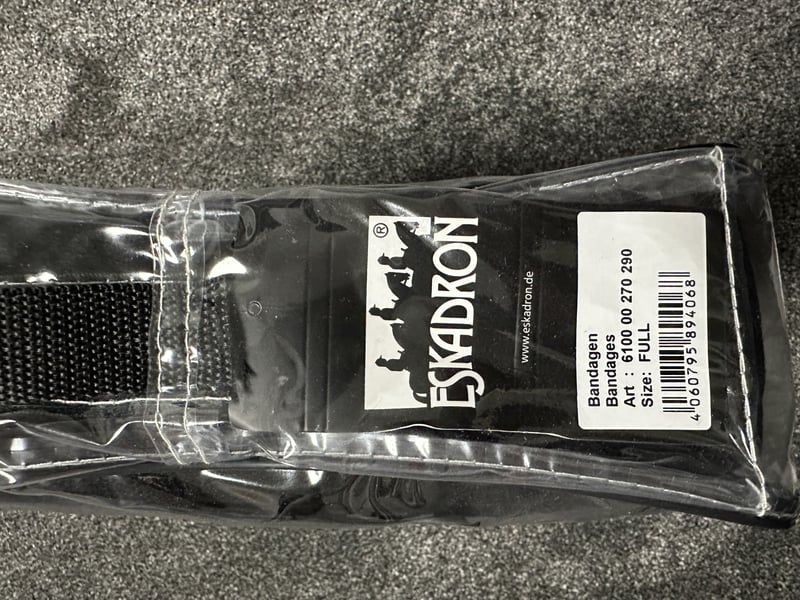 ®
ESKADRON
www.eskadron.de
Bandagen
Bandages
Art : 6100 00 270 290
Size: FULL
4 060795 894068